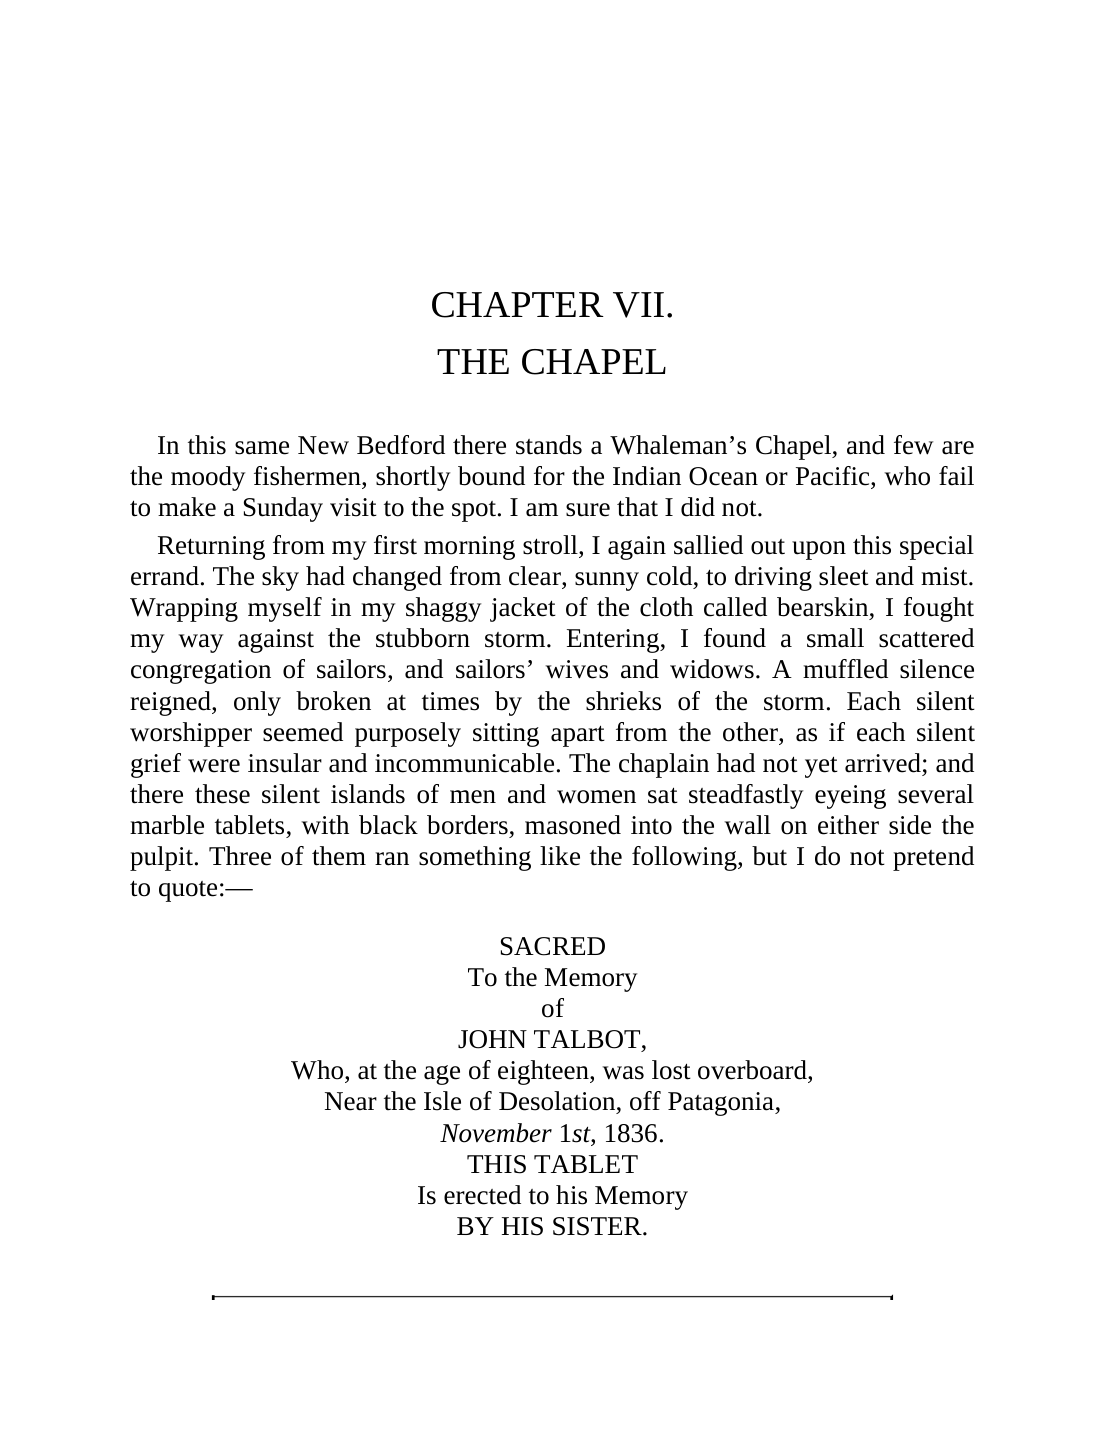 CHAPTER VII.
THE CHAPEL
In this same New Bedford there stands a Whaleman’s Chapel, and few are
the moody fishermen, shortly bound for the Indian Ocean or Pacific, who fail
to make a Sunday visit to the spot. I am sure that I did not.
Returning from my first morning stroll, I again sallied out upon this special
errand. The sky had changed from clear, sunny cold, to driving sleet and mist.
Wrapping myself in my shaggy jacket of the cloth called bearskin, I fought
my way against the stubborn storm. Entering, I found a small scattered
congregation of sailors, and sailors’ wives and widows. A muffled silence
reigned, only broken at times by the shrieks of the storm. Each silent
worshipper seemed purposely sitting apart from the other, as if each silent
grief were insular and incommunicable. The chaplain had not yet arrived; and
there these silent islands of men and women sat steadfastly eyeing several
marble tablets, with black borders, masoned into the wall on either side the
pulpit. Three of them ran something like the following, but I do not pretend
to quote:—
SACRED
To the Memory
of
JOHN TALBOT,
Who, at the age of eighteen, was lost overboard,
Near the Isle of Desolation, off Patagonia,
November 1st, 1836.
THIS TABLET
Is erected to his Memory
BY HIS SISTER.